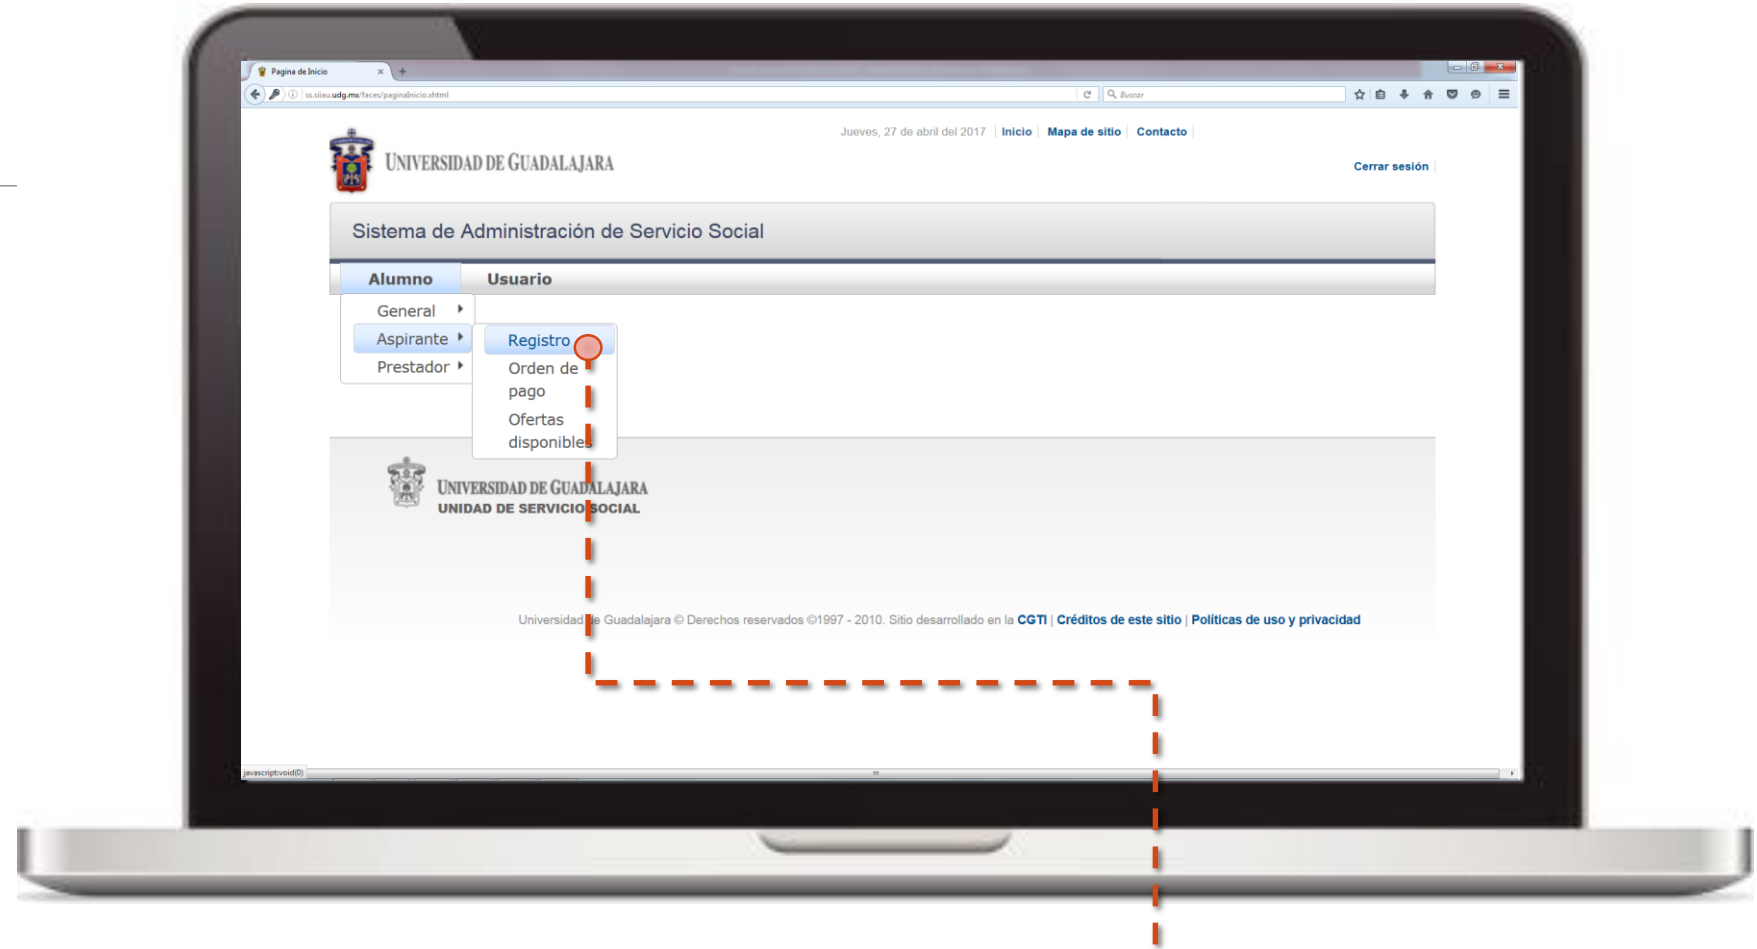 Pagina de Inicio
ss.siiau.udg.mx/faces/paginaInicio.xhtml
Buscar
Jueves, 27 de abril del 2017 | Inicio | Mapa de sitio | Contacto |
UNIVERSIDAD DE GUADALAJARA
Cerrar sesión
Sistema de Administración de Servicio Social
Alumno Usuario
General
Aspirante
Prestador
Registro
Orden de
pago
Ofertas
disponibles
UNIVERSIDAD DE GUADALAJARA
UNIDAD DE SERVICIO SOCIAL
Universidad de Guadalajara © Derechos reservados ©1997 - 2010. Sitio desarrollado en la CGTI | Créditos de este sitio | Políticas de uso y privacidad
javascript:void(0)